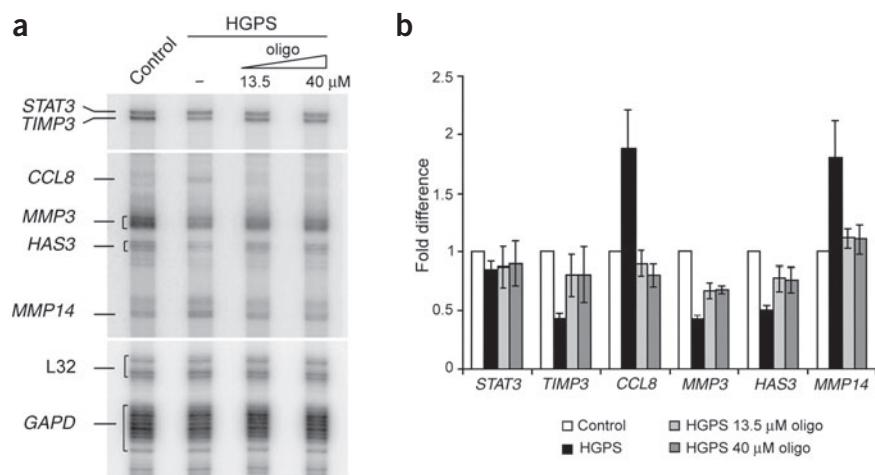 a
Control
HGPS
oligo
– 13.5 40 μM
STAT3
TIMP3
CCL8
MMP3
HAS3
MMP14
L32
GAPD
b
Fold difference
2.5
2
1.5
1
0.5
0
STAT3 TIMP3 CCL8 MMP3 HAS3 MMP14
Control HGPS 13.5 μM oligo
HGPS HGPS 40 μM oligo